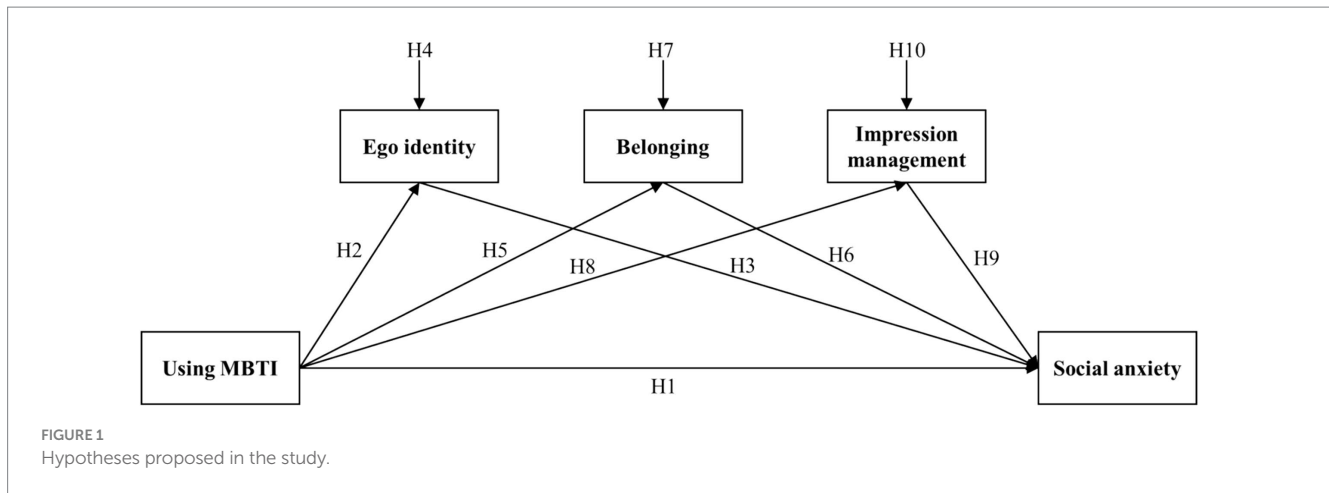 H4
H7
H10
Ego identity
Belonging
Impression
management
H2
H5
H8
H3
H6
H9
Using MBTI
Social anxiety
H1
FIGURE 1
Hypotheses proposed in the study.